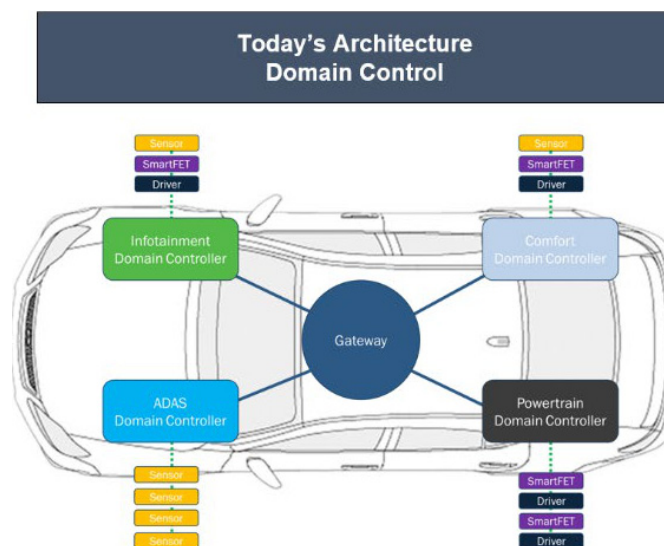 Today's Architecture
Domain Control
Sensor
SmartFET
Driver
Sensor
SmartFET
Driver
Infotainment
Domain Controller
Comfort
Domain Controller
Gateway
ADAS
Domain Controller
Powertrain
Domain Controller
Sensor
Sensor
Sensor
Sensor
SmartFET
Driver
SmartFET
Driver